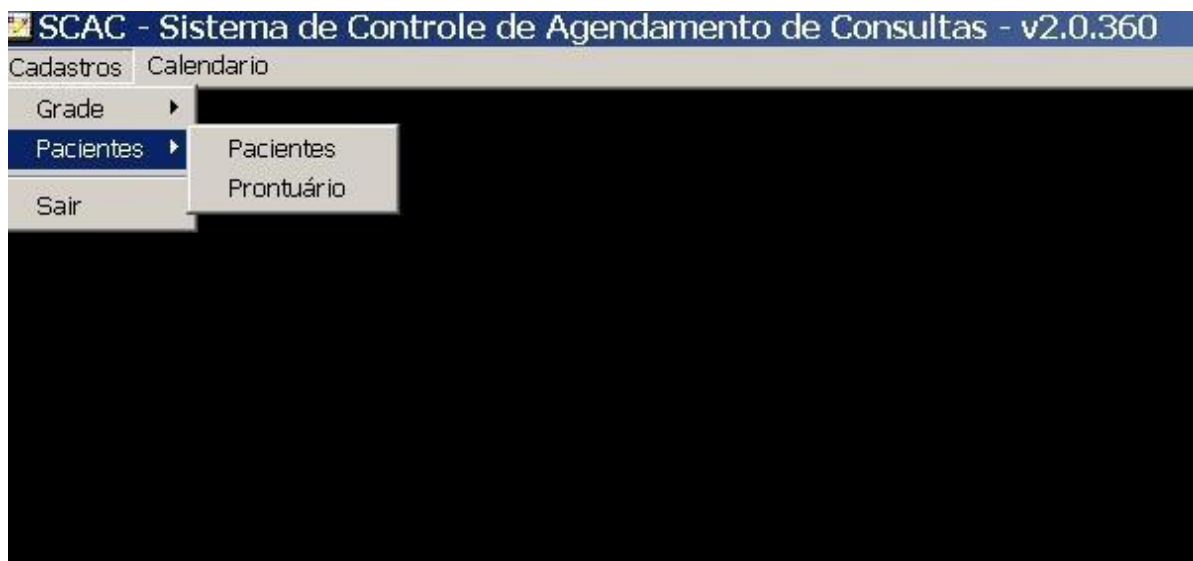 SCAC - Sistema de Controle de Agendamento de Consultas - v2.0.360
Cadastros Calendario
Grade
Pacientes Pacientes
Prontuário
Sair